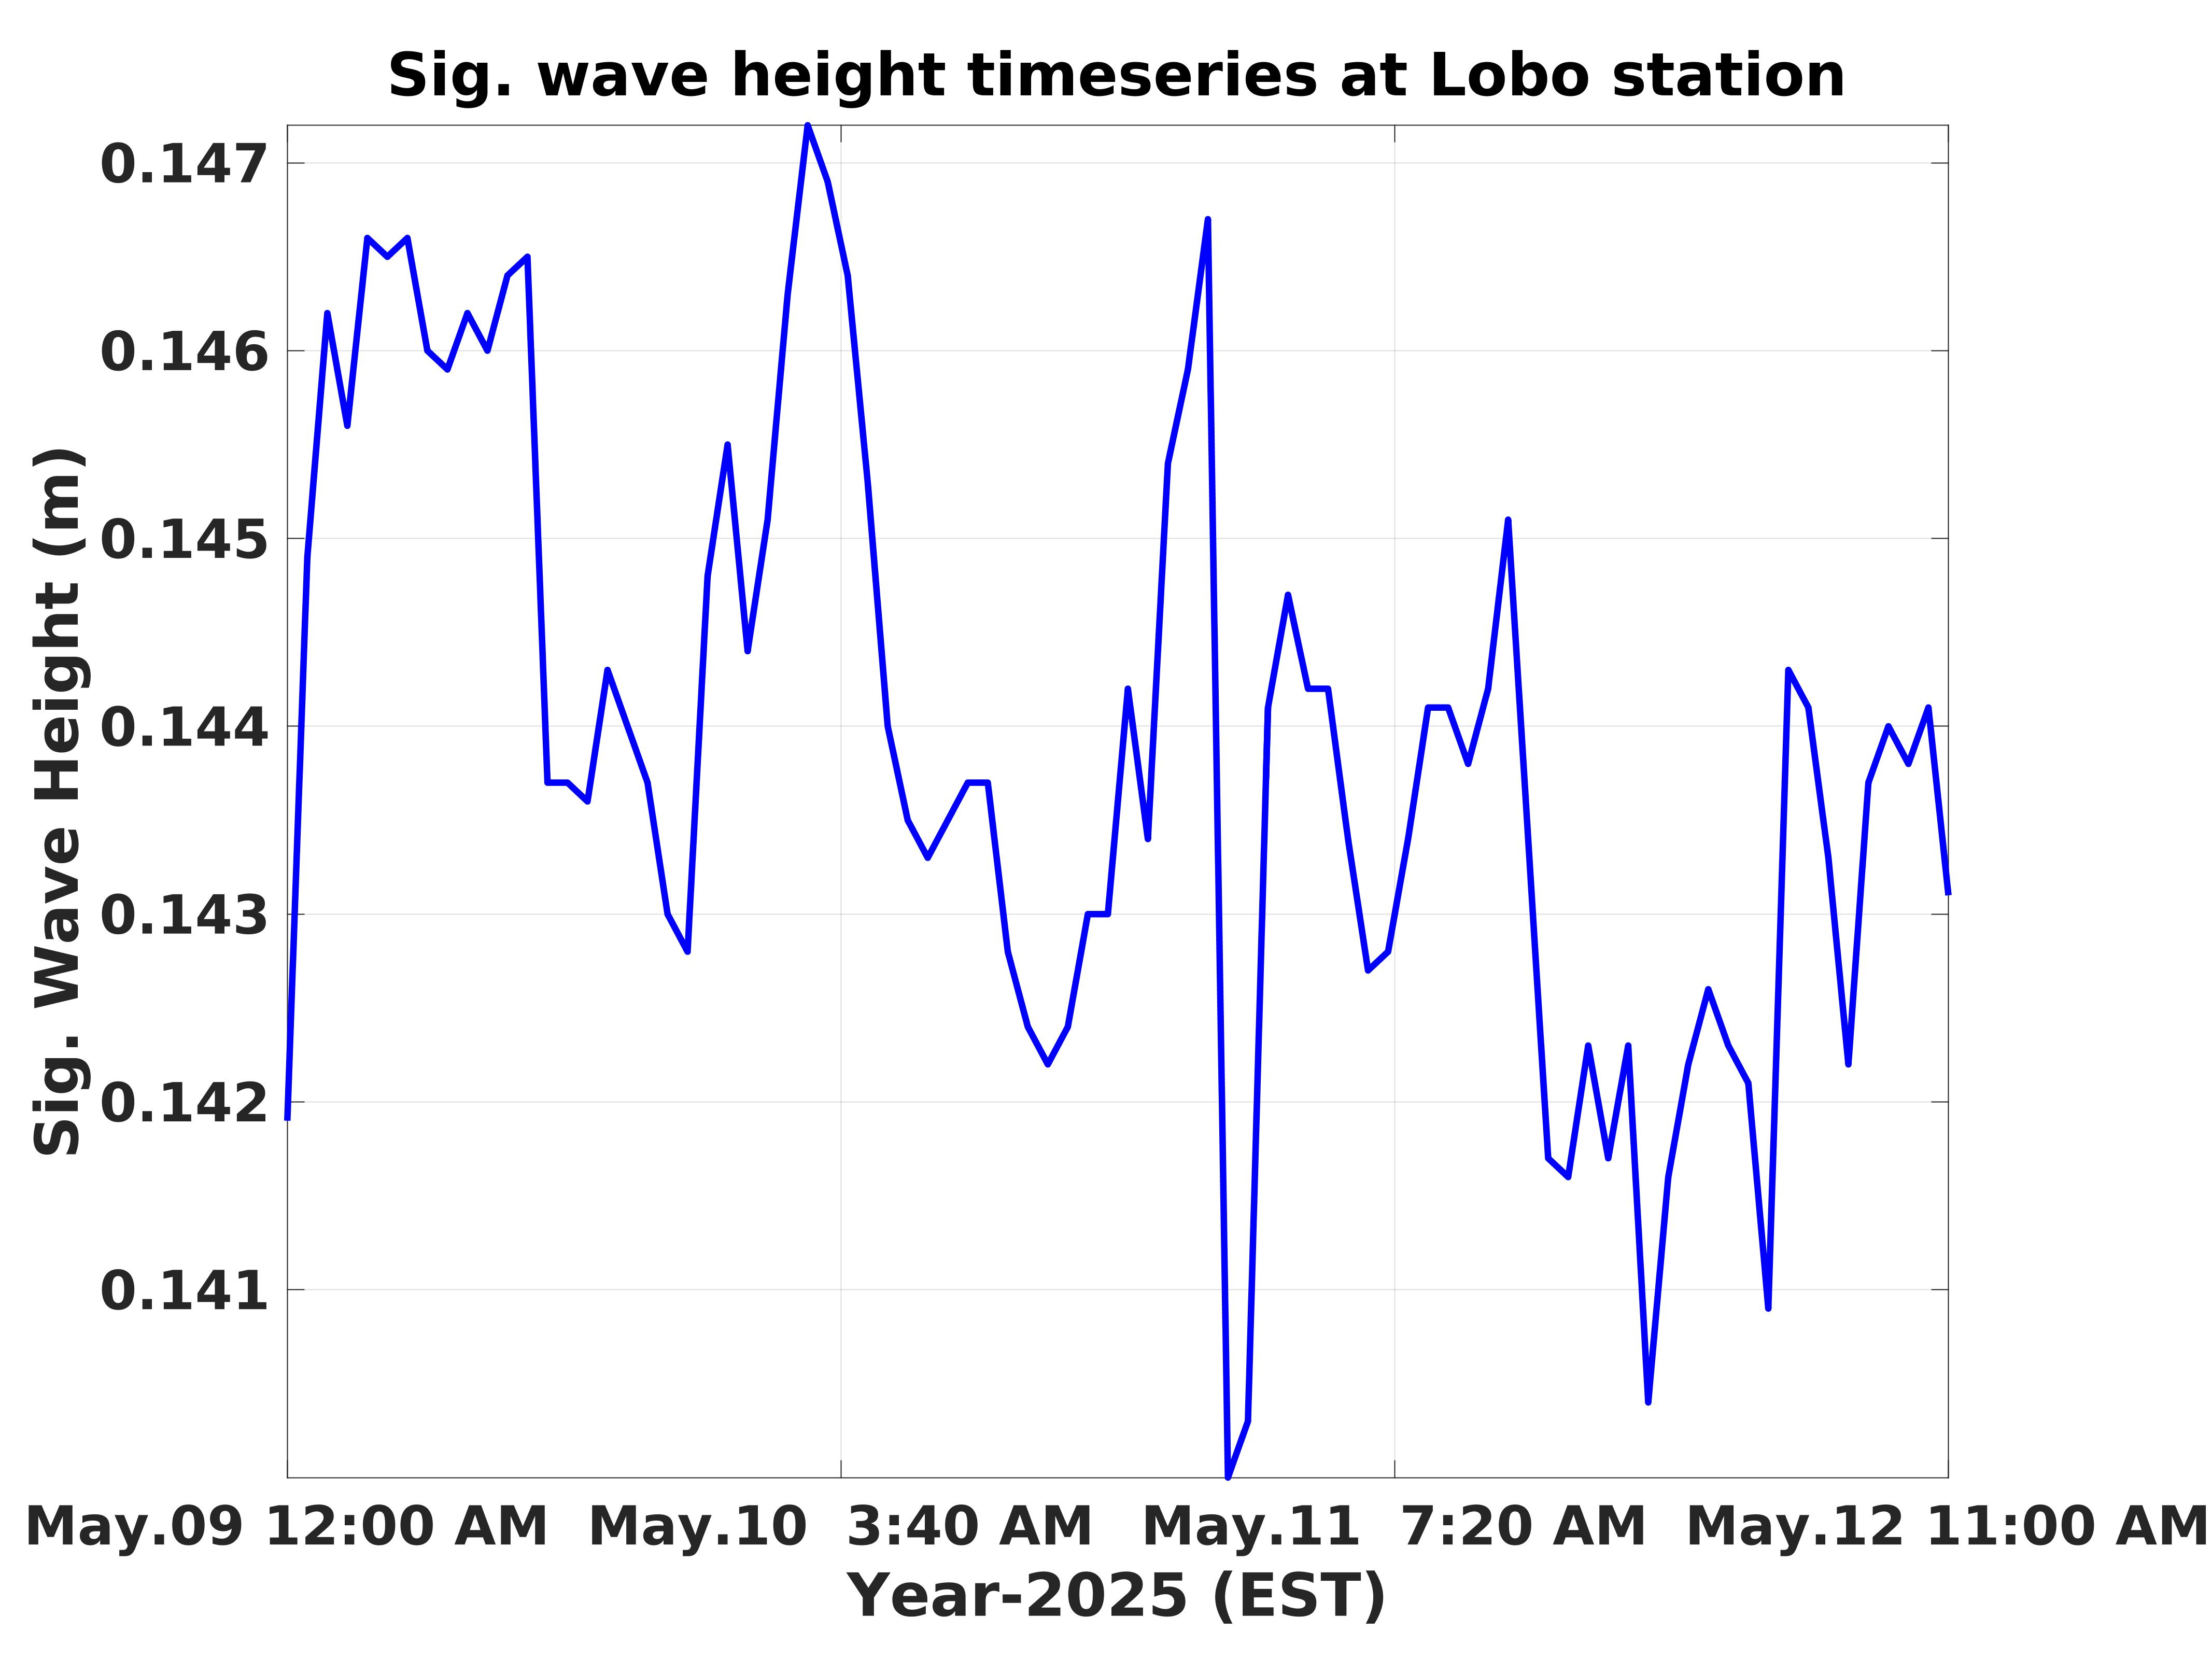 Sig. wave height timeseries at Lobo station
0.147
0.146
0.145
0.144
0.143
0.142
0.141
Sig. Wave Height (m)
May.09 12:00 AM May.10 3:40 AM May.11 7:20 AM May.12 11:00 AM
Year-2025 (EST)